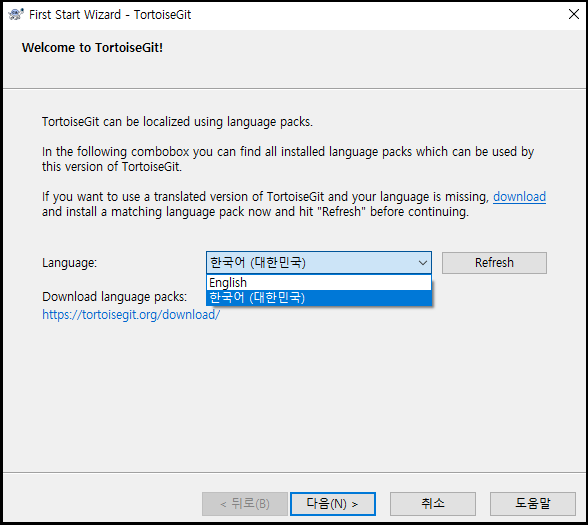 First Start Wizard - TortoiseGit
Welcome to TortoiseGit!
TortoiseGit can be localized using language packs.
In the following combobox you can find all installed language packs which can be used by
this version of TortoiseGit.
If you want to use a translated version of TortoiseGit and your language is missing, download
and install a matching language pack now and hit "Refresh" before continuing.
Language: 한국어 (대한민국) Refresh
English
Download language packs: 한국어 (대한민국)
https://tortoisegit.org/download/
< 뒤로(B) 다음(N) > 취소 도움말